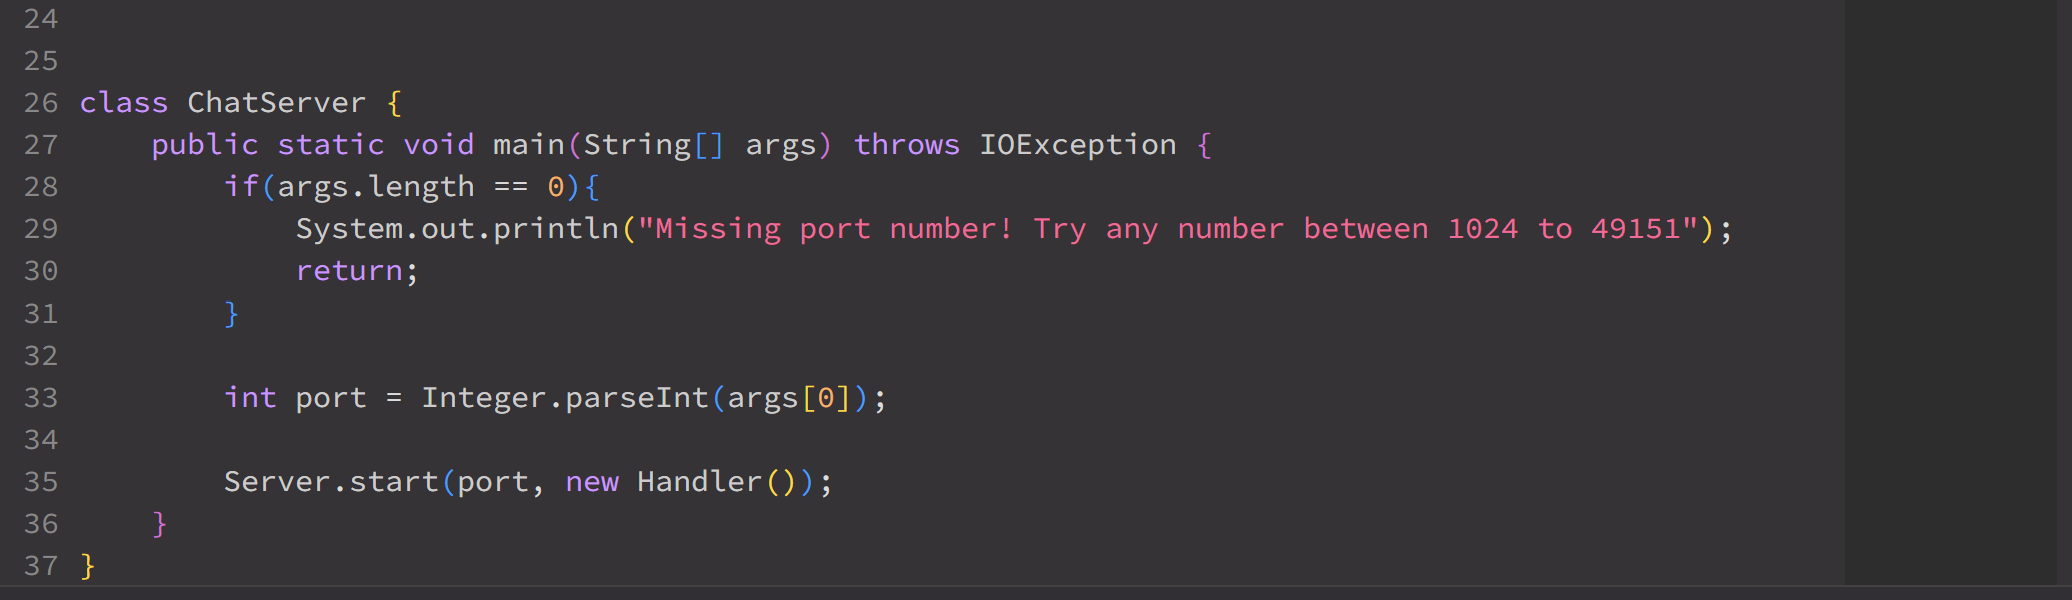 24
25
26 class ChatServer {
27     public static void main(String[] args) throws IOException {
28         if(args.length == 0){
29             System.out.println("Missing port number! Try any number between 1024 to 49151");
30             return;
31         }
32
33         int port = Integer.parseInt(args[0]);
34
35         Server.start(port, new Handler());
36     }
37 }